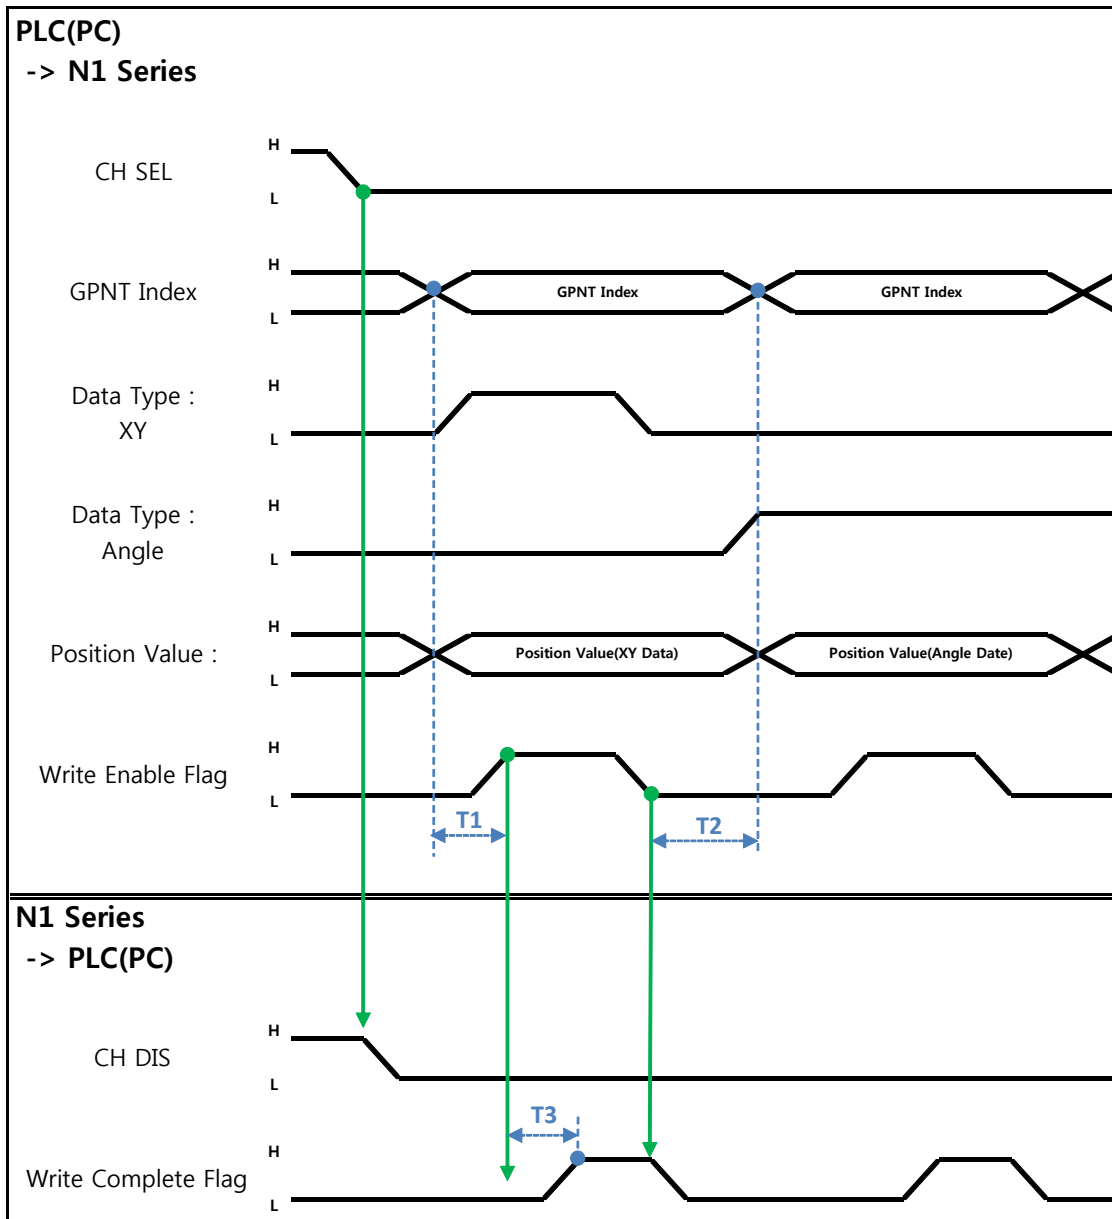 PLC(PC)
-> N1 Series
H
CH SEL
L
H
GPNT Index
GPNT Index
GPNT Index
L
H
Data Type :
XY
L
H
Data Type :
Angle
L
H
Position Value :
Position Value(XY Data)
Position Value(Angle Date)
L
H
Write Enable Flag
L
T1
T2
N1 Series
-> PLC(PC)
H
CH DIS
L
T3
H
Write Complete Flag
L